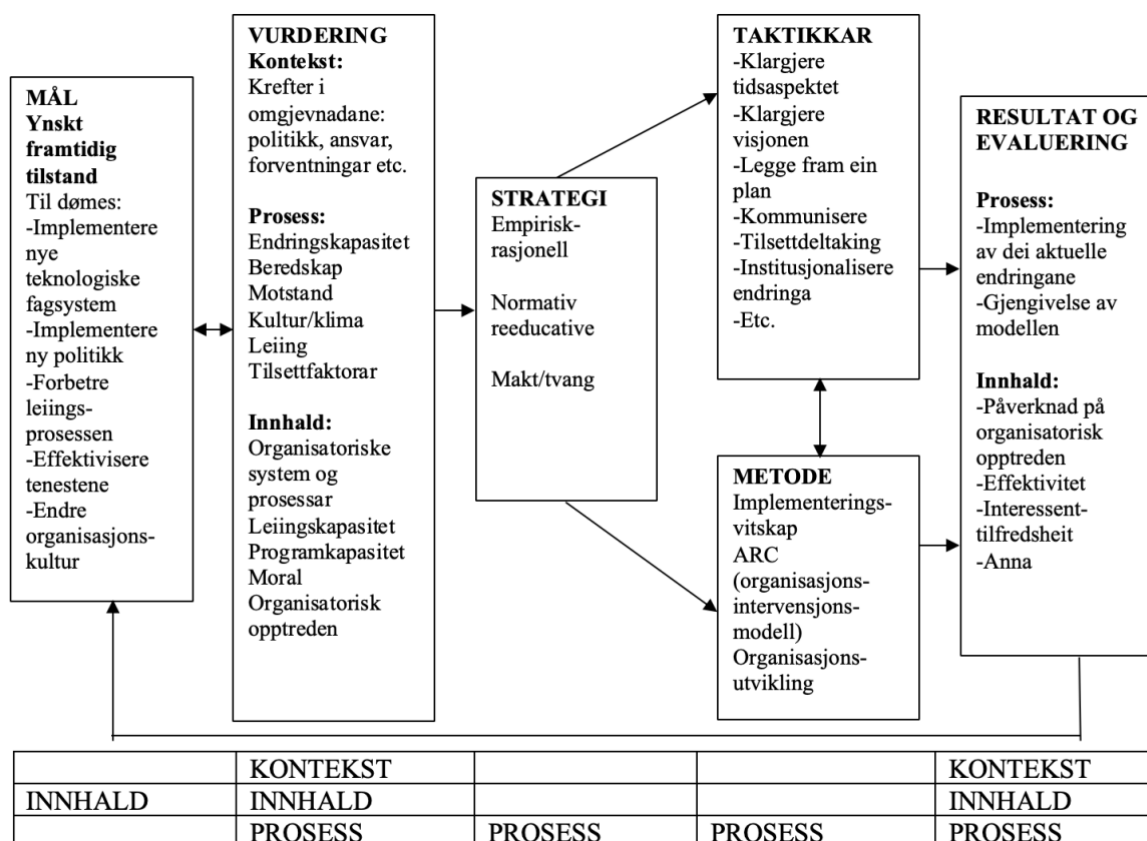 MÅL
Ynskt
framtidig
tilstand
Til dømes:
-Implementere
nye
teknologiske
fagsystem
-Implementere
ny politikk
-Forbetre
leiings-
prosessen
-Effektivisere
tenestene
-Endre
organisasjons-
kultur
VURDERING
Kontekst:
Krefter i
omgjevnadane:
politikk, ansvar,
forventningar etc.
Prosess:
Endringskapasitet
Beredskap
Motstand
Kultur/klima
Leiing
Tilsettfaktorar
Innhald:
Organisatoriske
system og
prosessar
Leiingskapasitet
Programkapasitet
Moral
Organisatorisk
opptreden
STRATEGI
Empirisk-
rasjonell
Normativ
reeducative
Makt/tvang
TAKTIKKAR
-Klargjere
tidsaspektet
-Klargjere
visjonen
-Legge fram ein
plan
-Kommunisere
-Tilsettdeltaking
-Institusjonalisere
endringa
-Etc.
METODE
Implementerings-
vitskap
ARC
(organisasjons-
intervensjons-
modell)
Organisasjons-
utvikling
RESULTAT OG
EVALUERING
Prosess:
-Implementering
av dei aktuelle
endringane
-Gjengivelse av
modellen
Innhald:
-Påverknad på
organisatorisk
opptreden
-Effektivitet
-Interessent-
tilfredsheit
-Anna
KONTEKST KONTEKST
INNHALD INNHALD INNHALD
PROSESS PROSESS PROSESS PROSESS